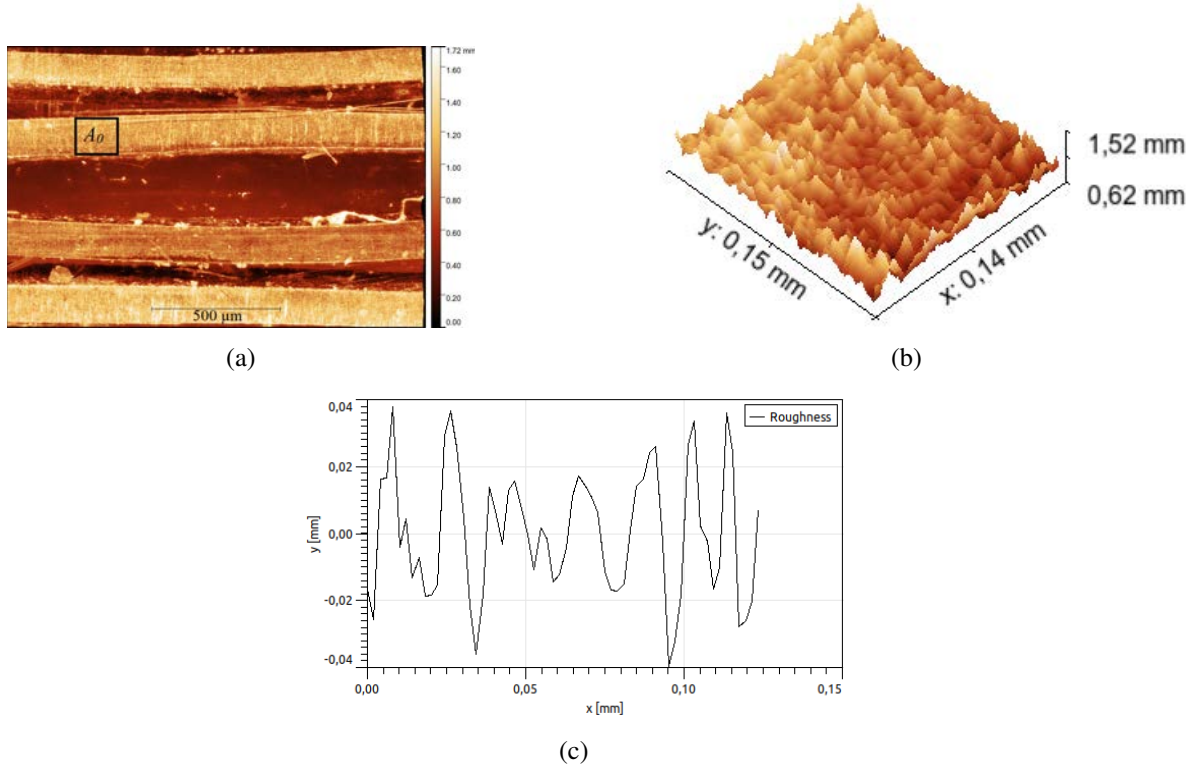 A₀
500 µm
1.72 mm
1.60
1.40
1.20
1.00
0.80
0.60
0.40
0.20
0.00
(a)
1,52 mm
0,62 mm
y: 0,15 mm
x: 0,14 mm
(b)
0,04
0,02
0,00
-0,02
-0,04
y [mm]
Roughness
0,00
0,05
0,10
0,15
x [mm]
(c)